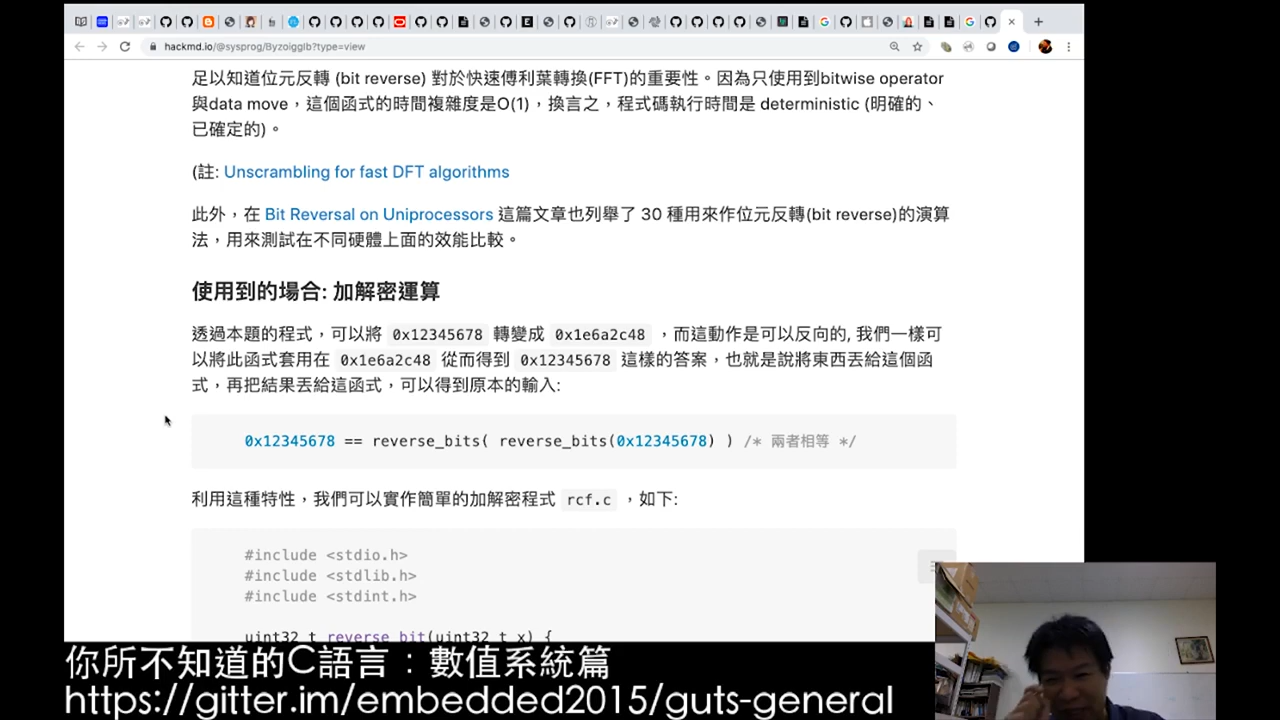 hackmd.io/@sysprog/Byzoigglb?type=view
足以知道位元反轉 (bit reverse) 對於快速傅利葉轉換(FFT)的重要性。因為只使用到bitwise operator
與data move，這個函式的時間複雜度是O(1)，換言之，程式碼執行時間是 deterministic (明確的、
已確定的)。
(註: Unscrambling for fast DFT algorithms
此外，在 Bit Reversal on Uniprocessors 這篇文章也列舉了 30 種用來作位元反轉(bit reverse)的演算
法，用來測試在不同硬體上面的效能比較。
使用到的場合: 加解密運算
透過本題的程式，可以將 0x12345678 轉變成 0x1e6a2c48 ，而這動作是可以反向的, 我們一樣可
以將此函式套用在 0x1e6a2c48 從而得到 0x12345678 這樣的答案，也就是說將東西丟給這個函
式，再把結果丟給這函式，可以得到原本的輸入:
0x12345678 == reverse_bits( reverse_bits(0x12345678) ) /* 兩者相等 */
利用這種特性，我們可以實作簡單的加解密程式 rcf.c ，如下:
#include <stdio.h>
#include <stdlib.h>
#include <stdint.h>
uint32_t reverse_bit(uint32_t x) {
你所不知道的C語言：數值系統篇
https://gitter.im/embedded2015/guts-general